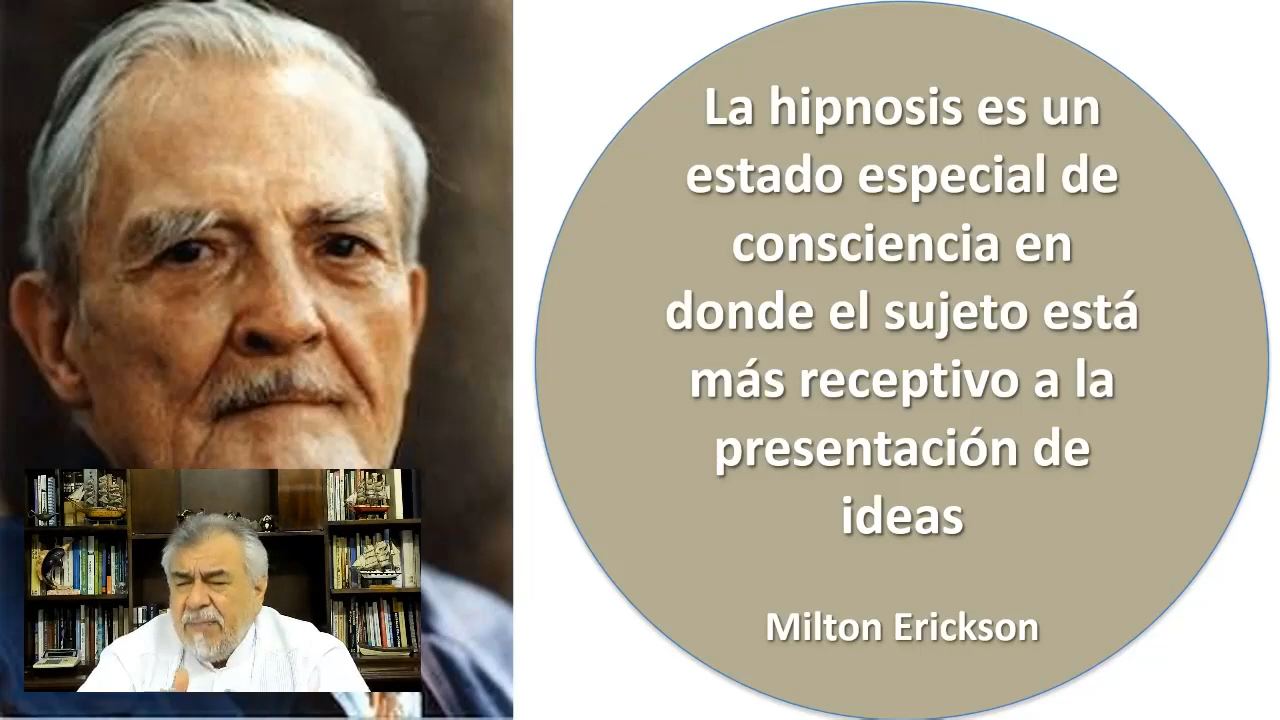 La hipnosis es un
estado especial de
consciencia en
donde el sujeto está
más receptivo a la
presentación de
ideas
Milton Erickson